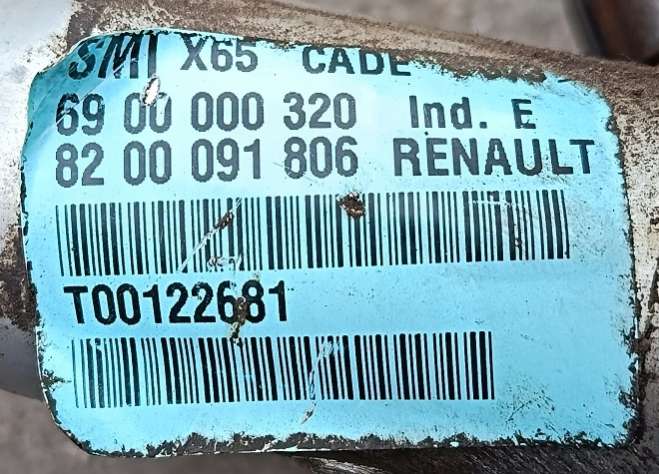 SMI X65 CADE
69 00 000 320 Ind. E
82 00 091 806 RENAULT
T00122681